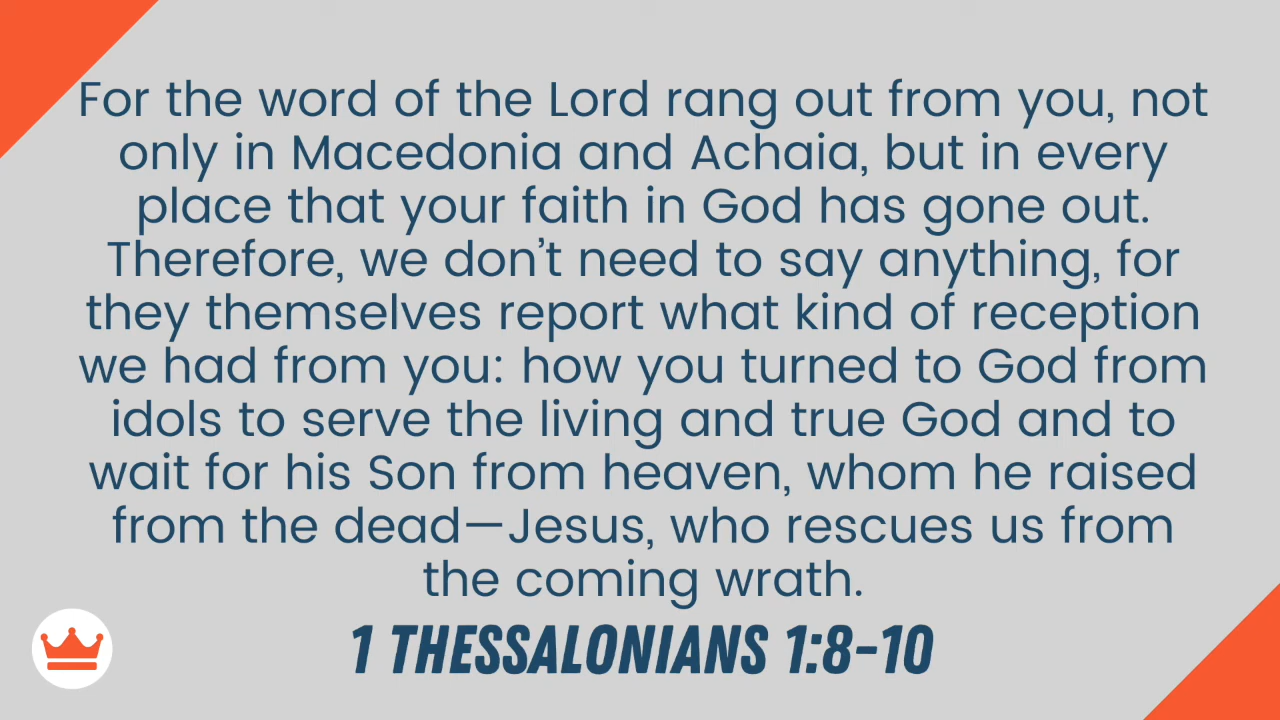 For the word of the Lord rang out from you, not
only in Macedonia and Achaia, but in every
place that your faith in God has gone out.
Therefore, we don’t need to say anything, for
they themselves report what kind of reception
we had from you: how you turned to God from
idols to serve the living and true God and to
wait for his Son from heaven, whom he raised
from the dead—Jesus, who rescues us from
the coming wrath.
1 THESSALONIANS 1:8-10